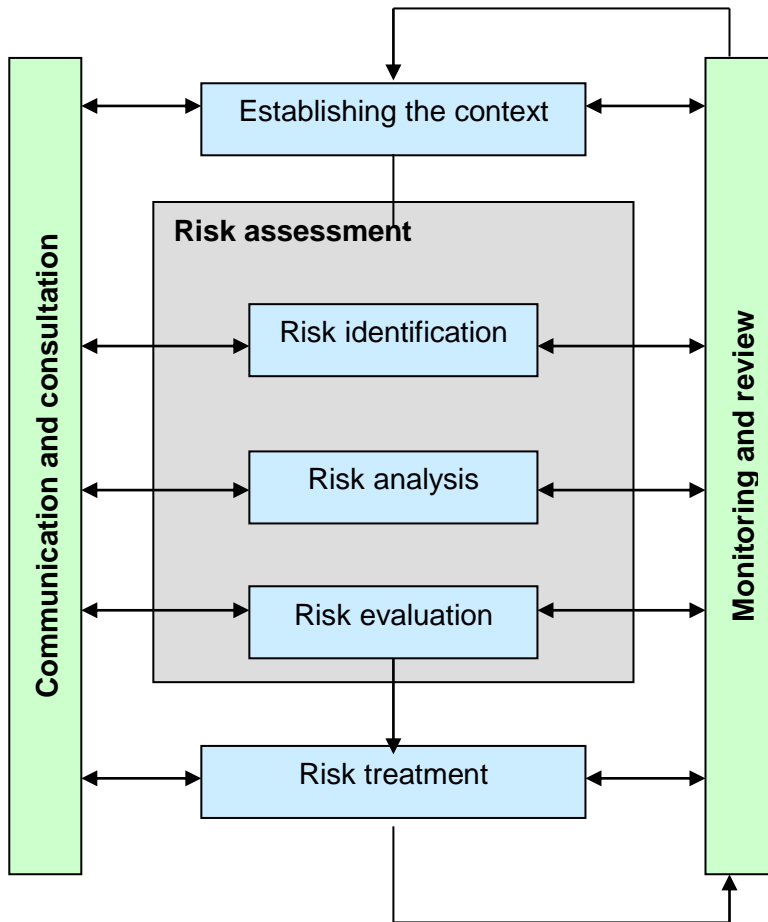 Establishing the context
Risk assessment
Risk identification
Risk analysis
Risk evaluation
Risk treatment
Communication and consultation
Monitoring and review